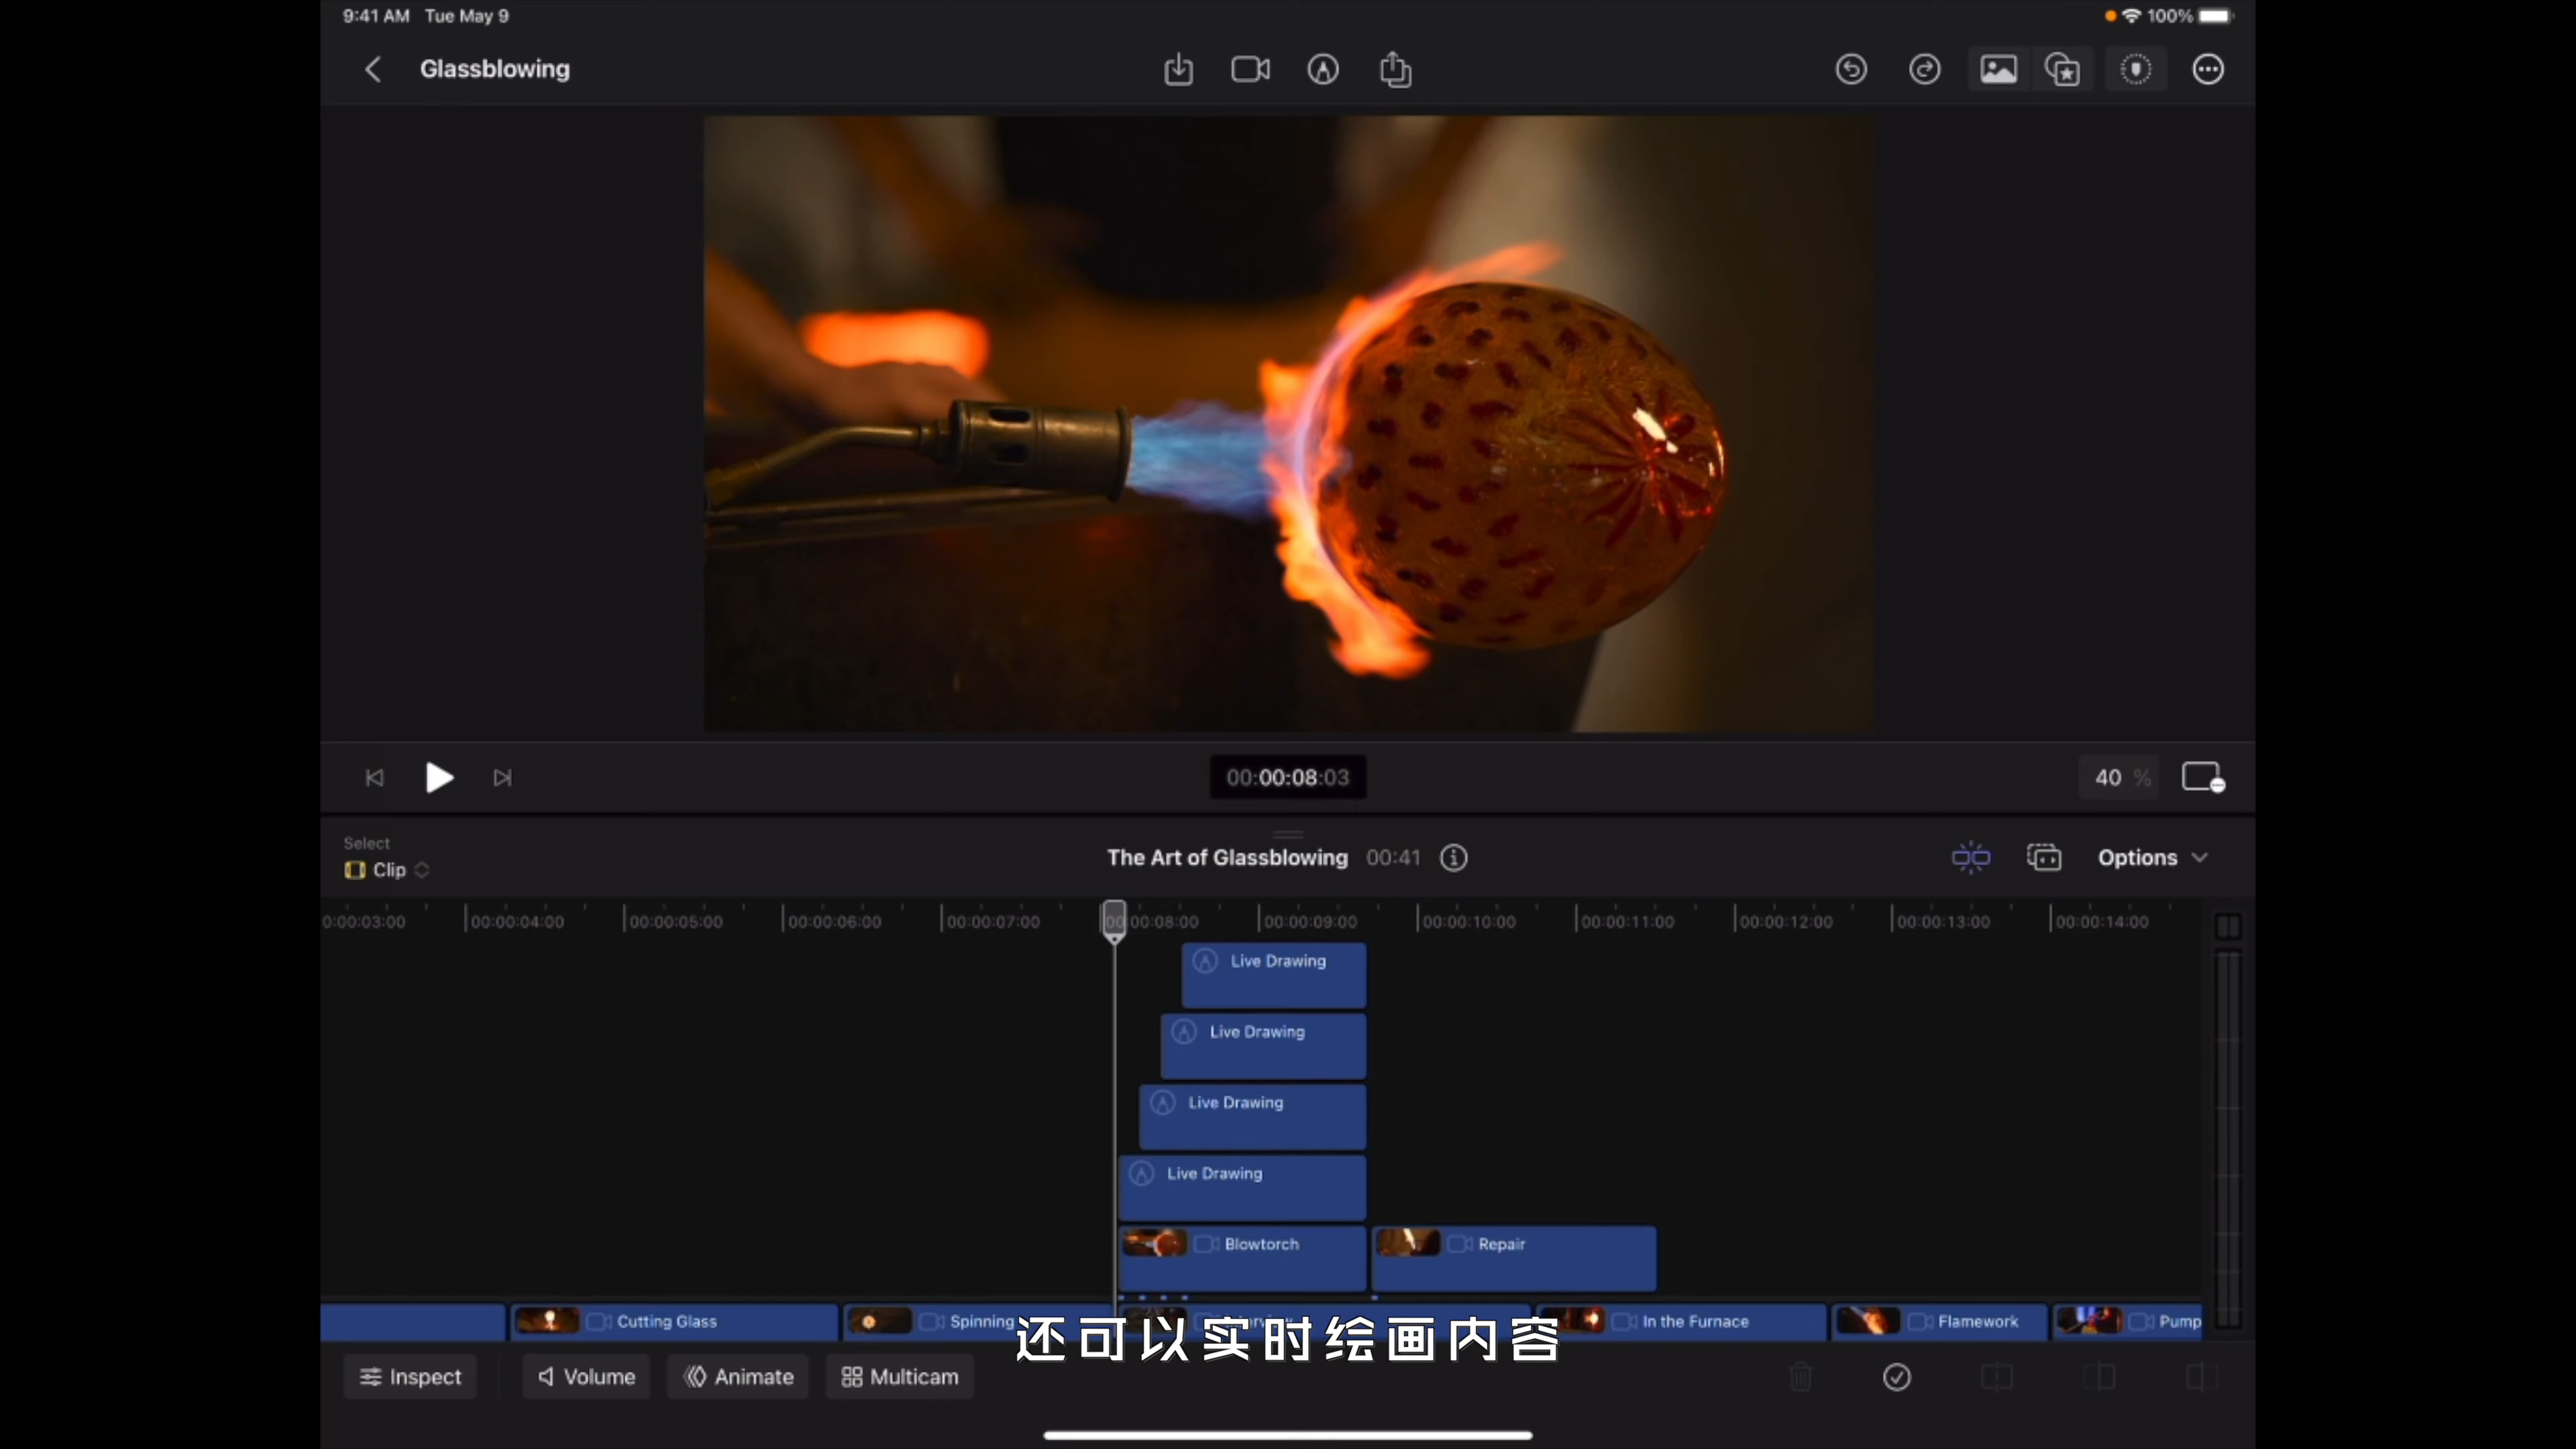 9:41 AM Tue May 9
100%
Glassblowing
00:00:08:03
40 %
Select
Clip
The Art of Glassblowing 00:41
Options
0:00:03:00 00:00:04:00 00:00:05:00 00:00:06:00 00:00:07:00 00:00:08:00 00:00:09:00 00:00:10:00 00:00:11:00 00:00:12:00 00:00:13:00 00:00:14:00
Live Drawing
Live Drawing
Live Drawing
Live Drawing
Blowtorch
Repair
Cutting Glass
Spinning
In the Furnace
Flamework
Pump
还可以实时绘画内容
Inspect
Volume
Animate
Multicam